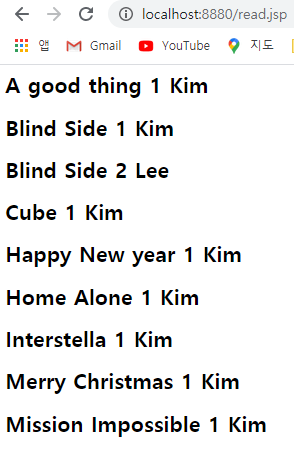 localhost:8880/read.jsp
앱 Gmail YouTube 지도
A good thing 1 Kim
Blind Side 1 Kim
Blind Side 2 Lee
Cube 1 Kim
Happy New year 1 Kim
Home Alone 1 Kim
Interstella 1 Kim
Merry Christmas 1 Kim
Mission Impossible 1 Kim